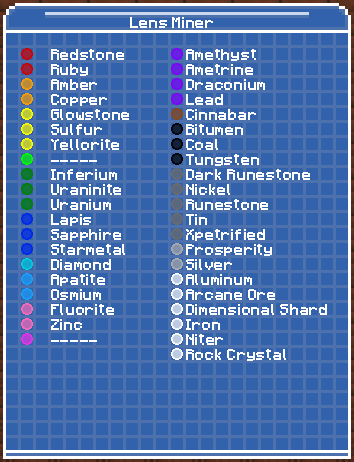 Lens Miner
Redstone
Ruby
Amber
Copper
Glowstone
Sulfur
Yellorite
-----
Inferium
Uraninite
Uranium
Lapis
Sapphire
Starmetal
Diamond
Apatite
Osmium
Fluorite
Zinc
-----
Amethyst
Ametrine
Draconium
Lead
Cinnabar
Bitumen
Coal
Tungsten
Dark Runestone
Nickel
Runestone
Tin
Xpetrified
Prosperity
Silver
Aluminum
Arcane Ore
Dimensional Shard
Iron
Niter
Rock Crystal